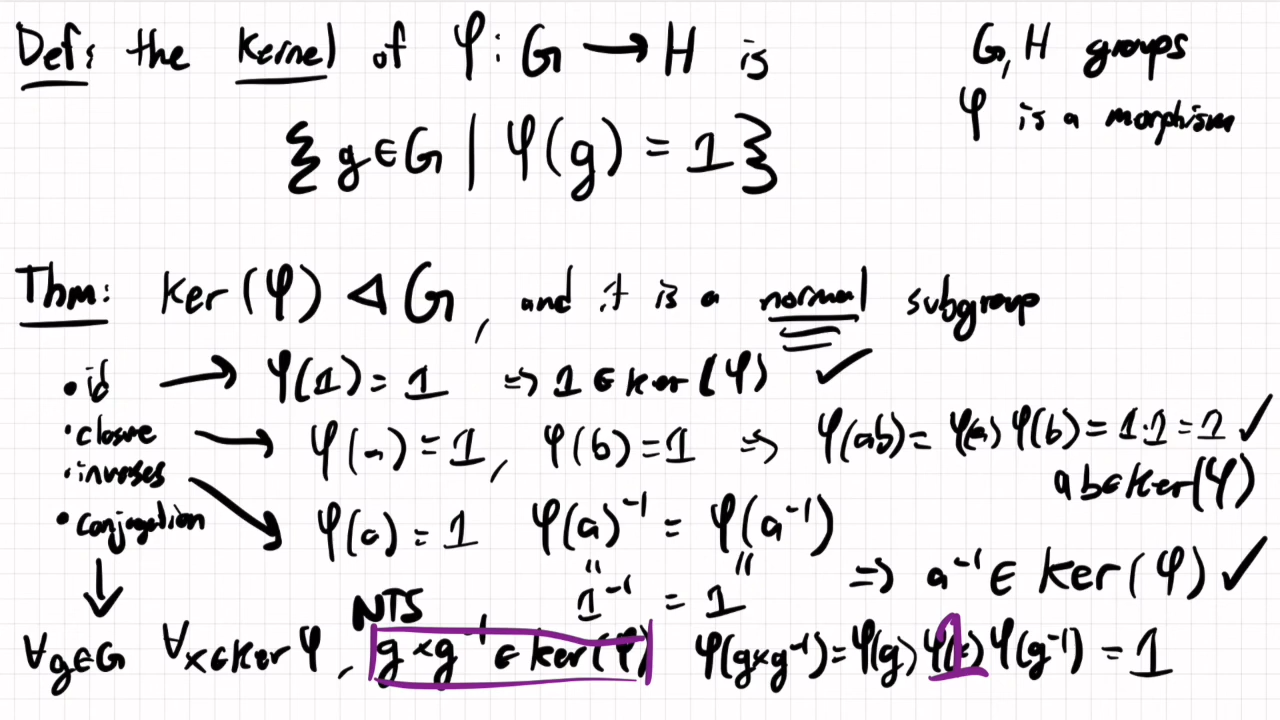 Def: the Kernel of φ: G → H is
G, H groups
φ is a morphism
{g∈G | φ(g) = 1}
Thm: Ker(φ) ⊲ G, and it is a normal subgroup
• id → φ(1) = 1 ⇒ 1 ∈ ker(φ) ✓
• closure → φ(a) = 1, φ(b) = 1 ⇒ φ(ab) = φ(a) φ(b) = 1·1 = 1 ✓
ab∈Ker(φ)
• inverses → φ(a) = 1 φ(a)⁻¹ = φ(a⁻¹)
" "
1⁻¹ = 1
⇒ a⁻¹ ∈ ker(φ) ✓
• conjugation
↓
NTS
∀g∈G ∀x∈Ker φ, g x g⁻¹ ∈ ker(φ) φ(g x g⁻¹) = φ(g) 1 φ(g⁻¹) = 1